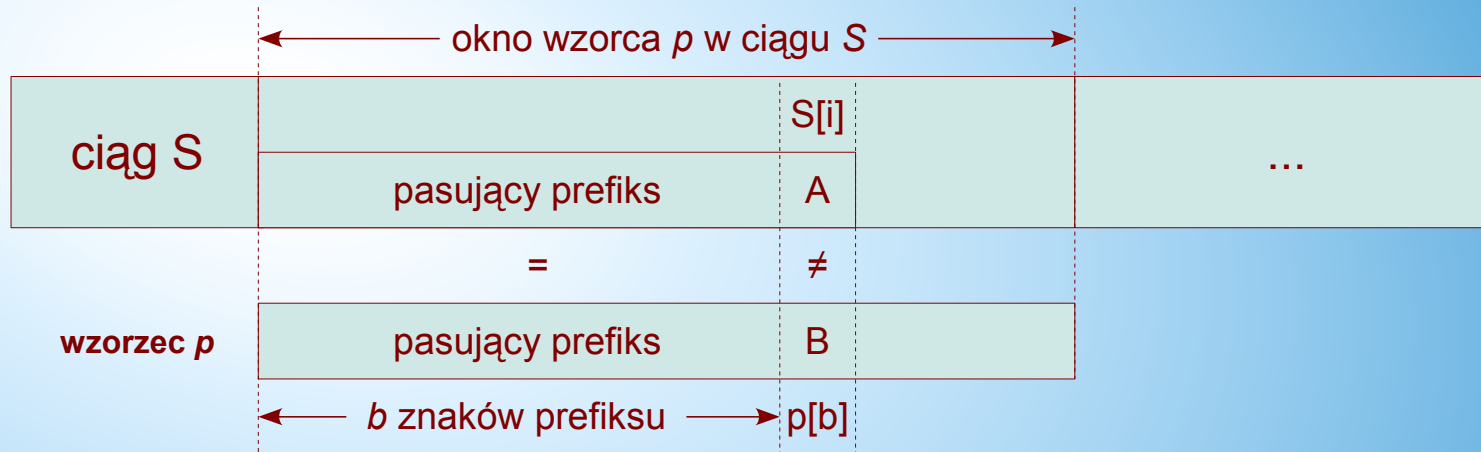 okno wzorca p w ciągu S
S[i]
ciąg S
...
pasujący prefiks A
= ≠
wzorzec p pasujący prefiks B
b znaków prefiksu p[b]